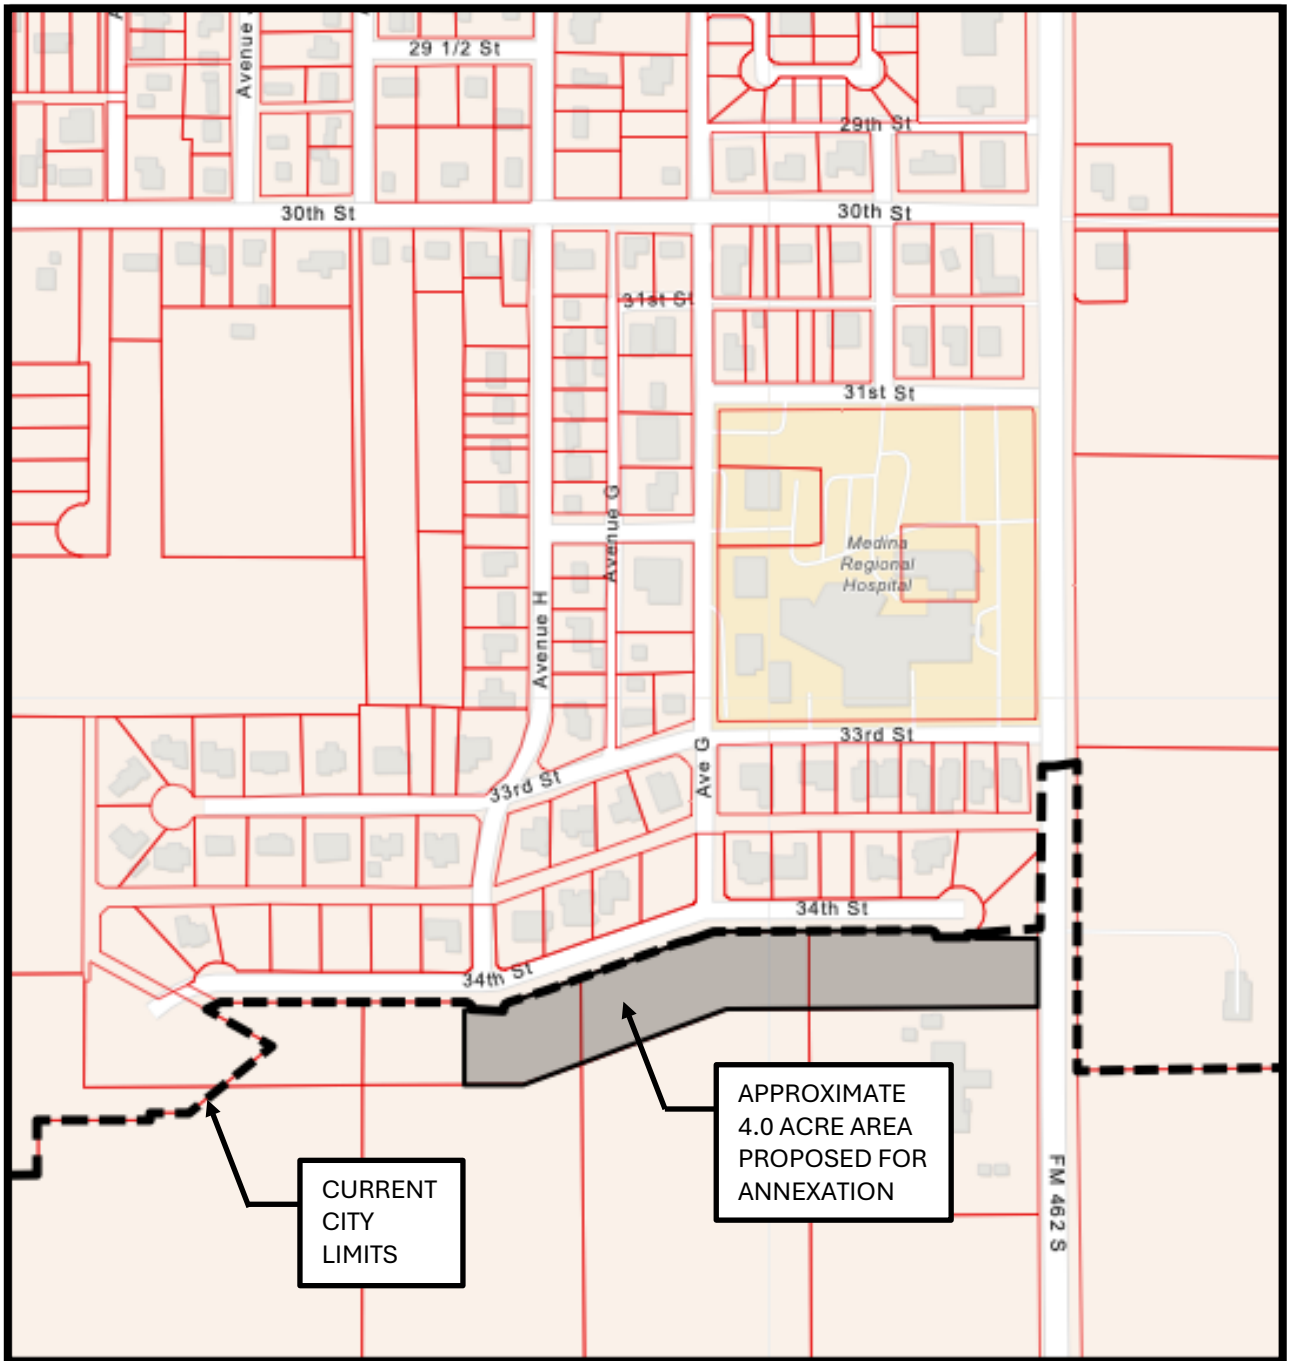 Avenue
29 1/2 St
29th St
30th St
30th St
31st St
31st St
Medina
Regional
Hospital
Avenue G
Avenue H
33rd St
Ave G
33rd St
34th St
34th St
APPROXIMATE
4.0 ACRE AREA
PROPOSED FOR
ANNEXATION
CURRENT
CITY
LIMITS
FM 462 S